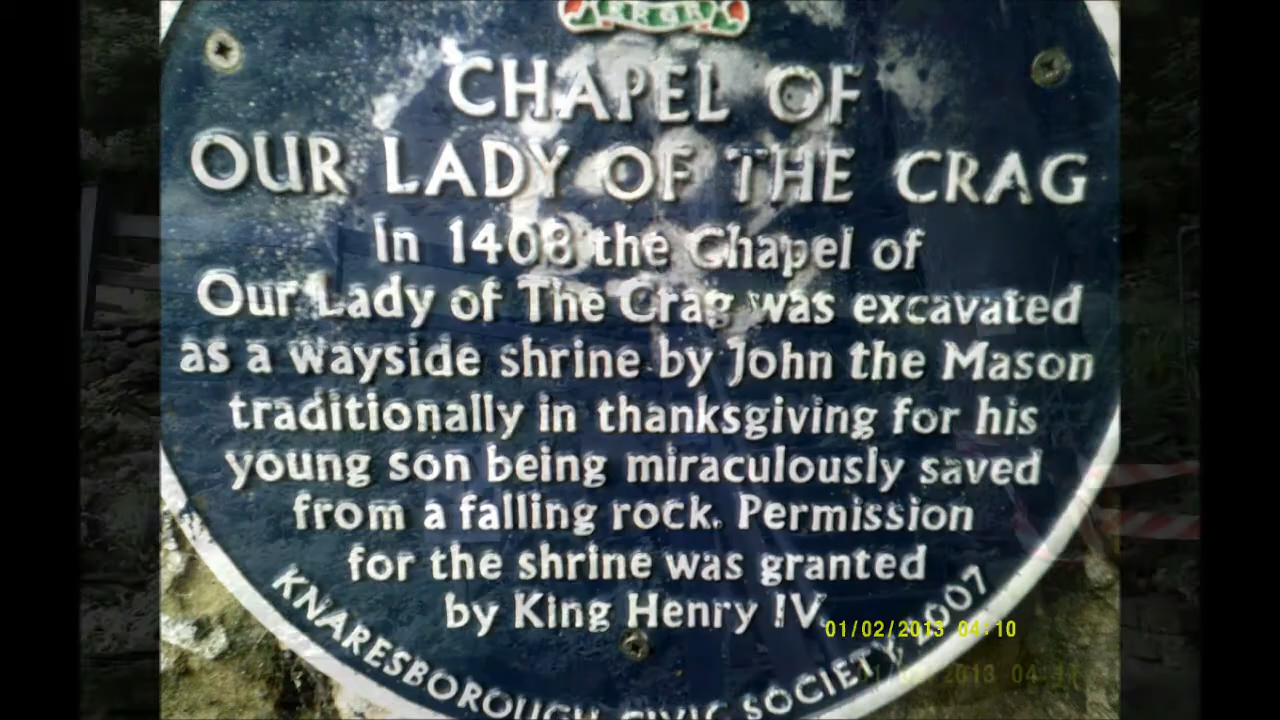 CHAPEL OF
OUR LADY OF THE CRAG
In 1408 the Chapel of
Our Lady of The Crag was excavated
as a wayside shrine by John the Mason
traditionally in thanksgiving for his
young son being miraculously saved
from a falling rock. Permission
for the shrine was granted
by King Henry IV.
KNARESBOROUGH CIVIC SOCIETY 2007
01/02/2013 04:10